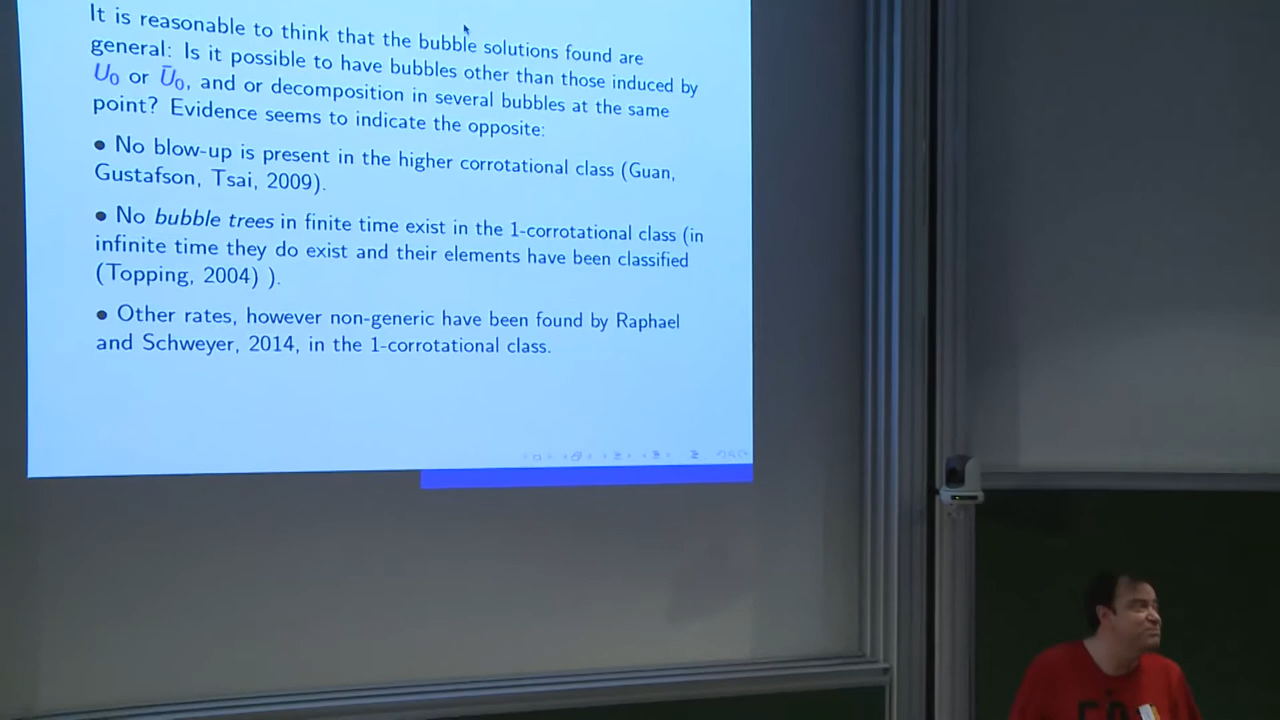 It is reasonable to think that the bubble solutions found are
general: Is it possible to have bubbles other than those induced by
U₀ or Ū₀, and or decomposition in several bubbles at the same
point? Evidence seems to indicate the opposite:
• No blow-up is present in the higher corrotational class (Guan,
Gustafson, Tsai, 2009).
• No bubble trees in finite time exist in the 1-corrotational class (in
infinite time they do exist and their elements have been classified
(Topping, 2004) ).
• Other rates, however non-generic have been found by Raphael
and Schweyer, 2014, in the 1-corrotational class.